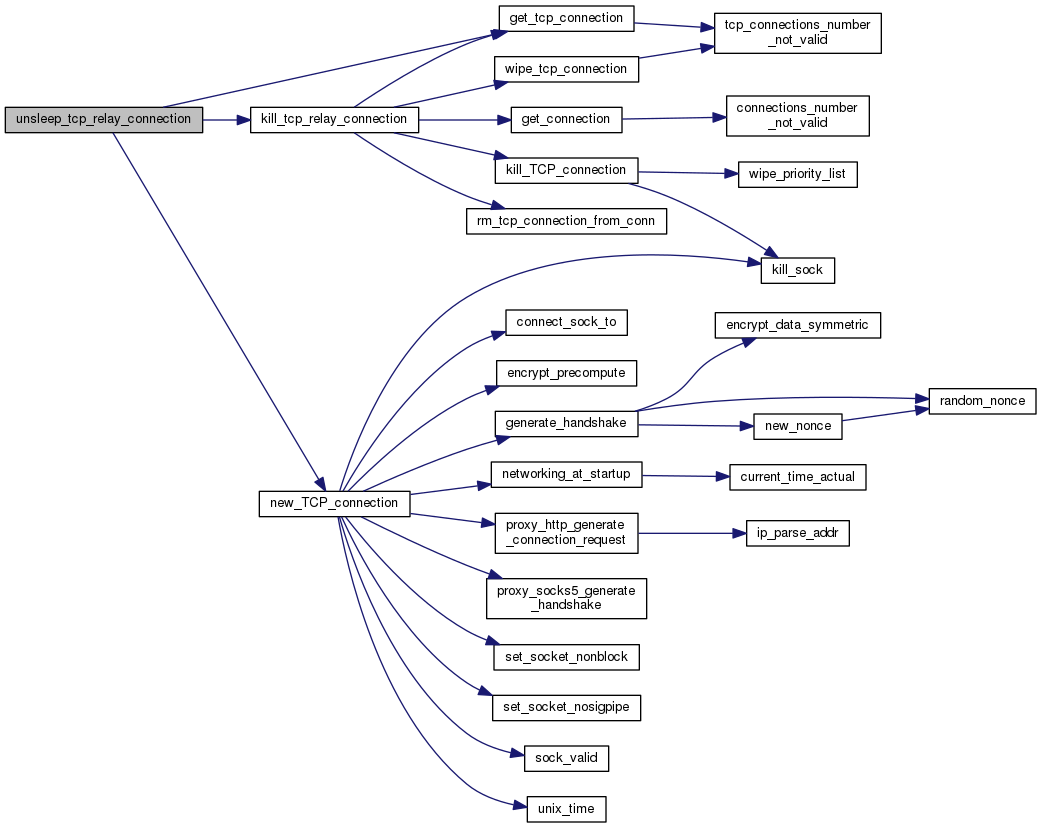 get_tcp_connection
tcp_connections_number
_not_valid
wipe_tcp_connection
unsleep_tcp_relay_connection
kill_tcp_relay_connection
get_connection
connections_number
_not_valid
kill_TCP_connection
wipe_priority_list
rm_tcp_connection_from_conn
kill_sock
connect_sock_to
encrypt_data_symmetric
encrypt_precompute
random_nonce
generate_handshake
new_nonce
networking_at_startup
current_time_actual
new_TCP_connection
proxy_http_generate
_connection_request
ip_parse_addr
proxy_socks5_generate
_handshake
set_socket_nonblock
set_socket_nosigpipe
sock_valid
unix_time